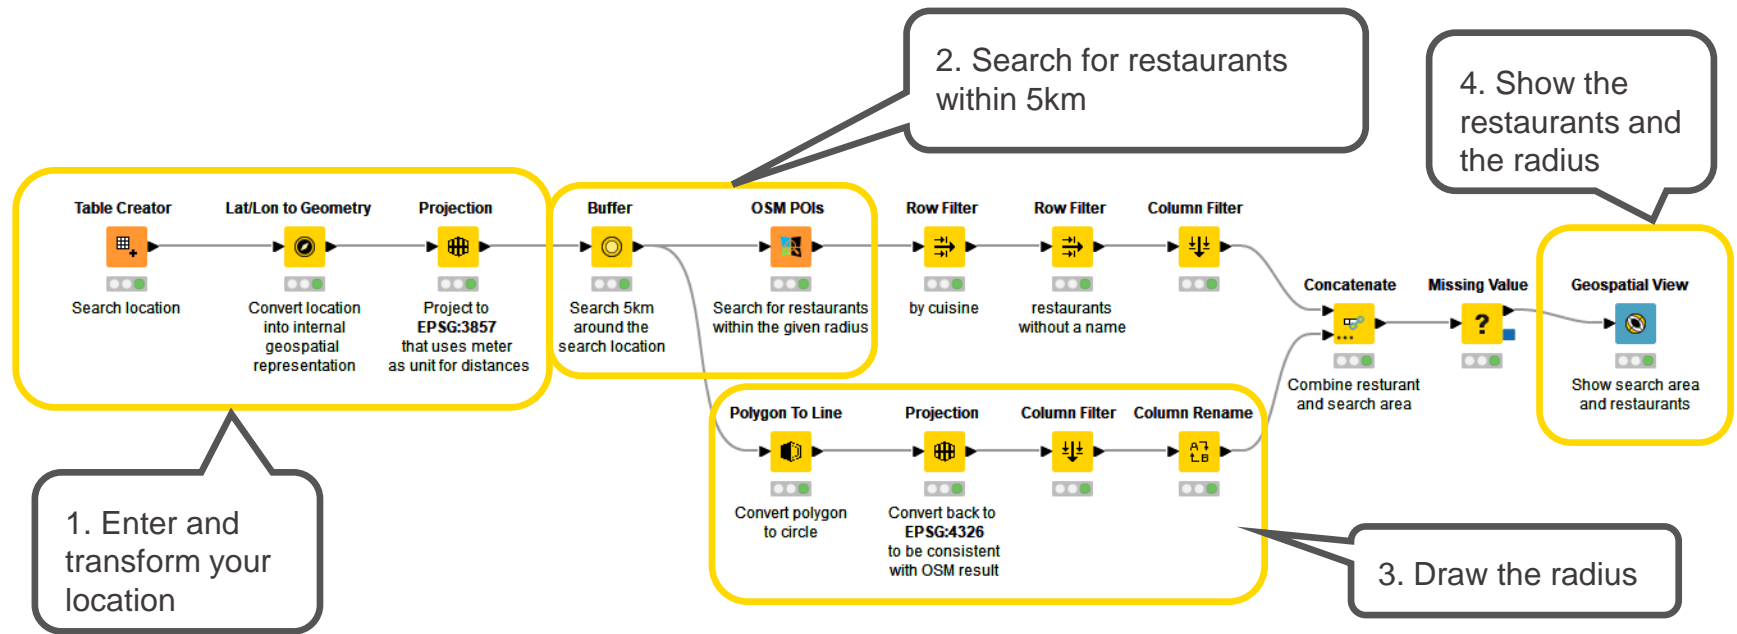 2. Search for restaurants
within 5km
4. Show the
restaurants and
the radius
Table Creator
Search location
Lat/Lon to Geometry
Convert location
into internal
geospatial
representation
Projection
Project to
EPSG:3857
that uses meter
as unit for distances
Buffer
Search 5km
around the
search location
OSM POIs
Search for restaurants
within the given radius
Row Filter
by cuisine
Row Filter
restaurants
without a name
Column Filter
Concatenate
Combine resturant
and search area
Missing Value
?
Geospatial View
Show search area
and restaurants
Polygon To Line
Convert polygon
to circle
Projection
Convert back to
EPSG:4326
to be consistent
with OSM result
Column Filter
Column Rename
A
B
1. Enter and
transform your
location
3. Draw the radius